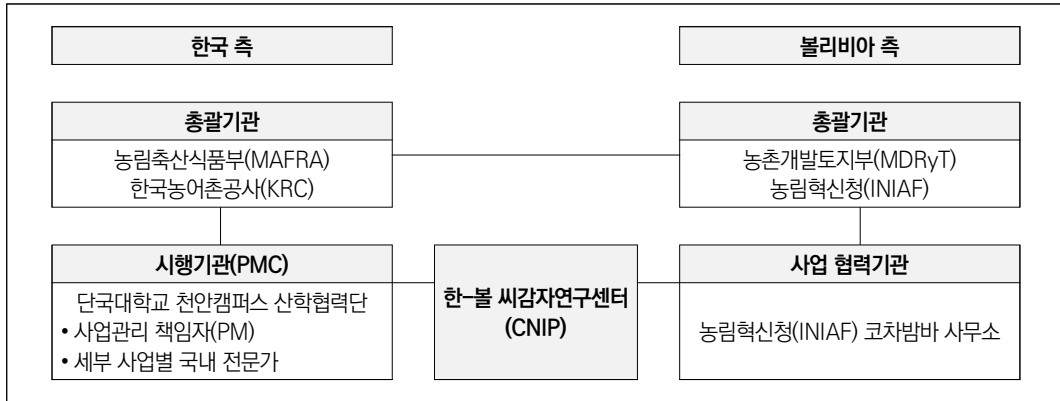 한국 측
볼리비아 측
총괄기관
농림축산식품부(MAFRA)
한국농어촌공사(KRC)
총괄기관
농촌개발토지부(MDRyT)
농림혁신청(INIAF)
시행기관(PMC)
단국대학교 천안캠퍼스 산학협력단
• 사업관리 책임자(PM)
• 세부 사업별 국내 전문가
한-볼 씨감자연구센터
(CNIP)
사업 협력기관
농림혁신청(INIAF) 코차밤바 사무소